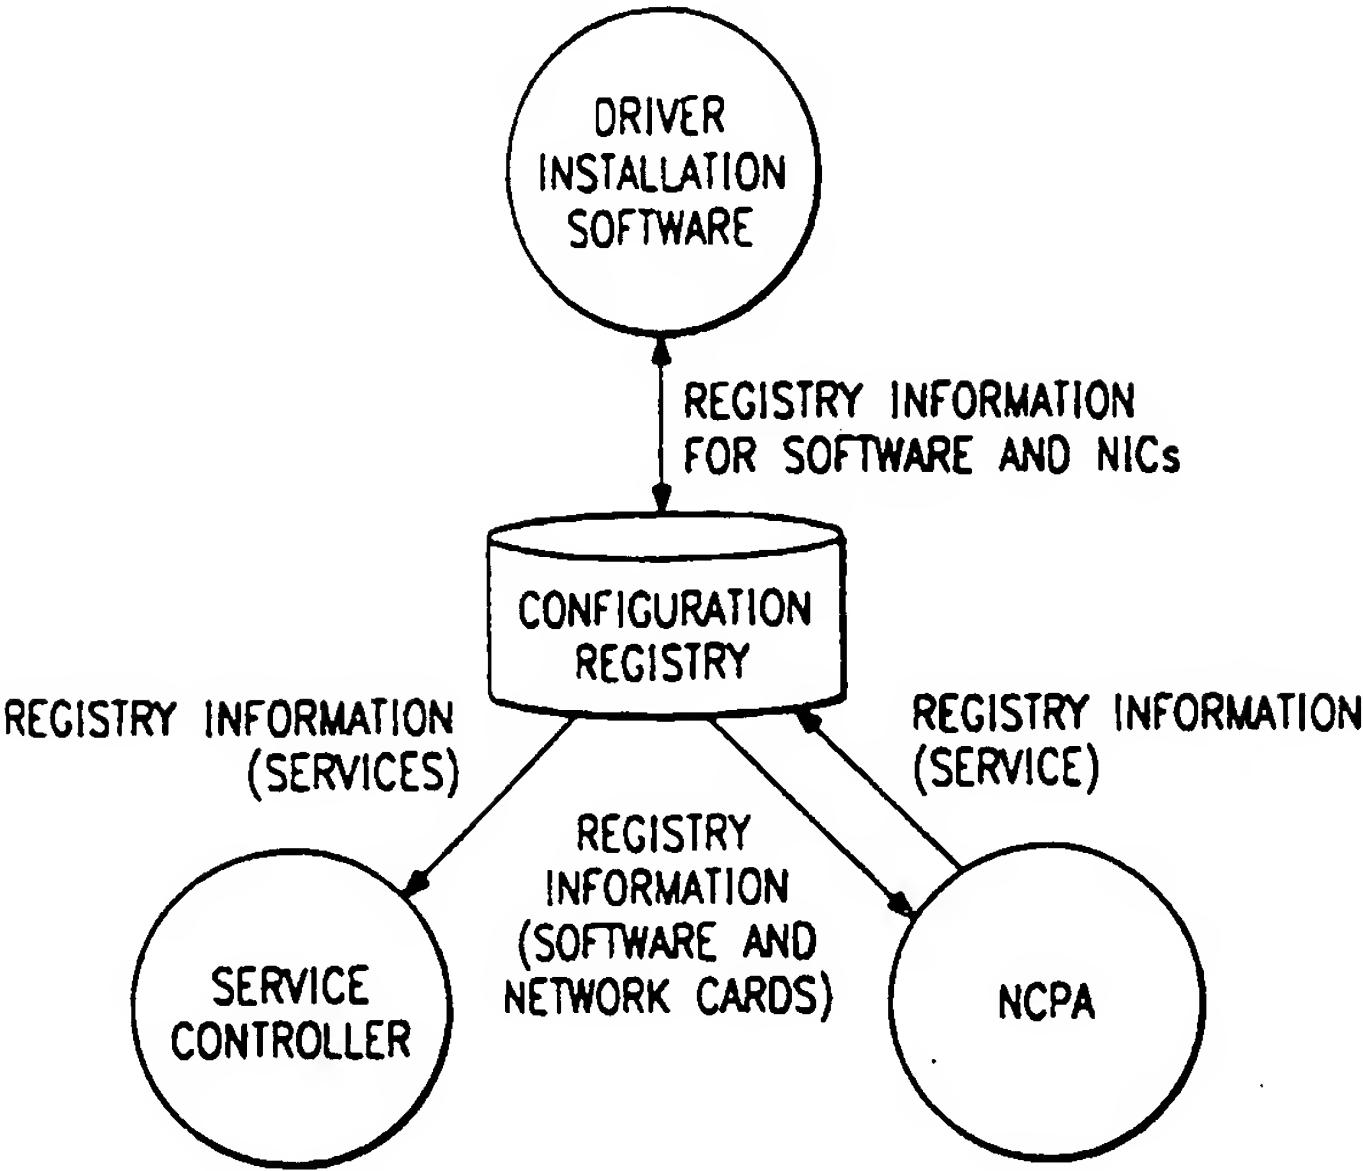 DRIVER
INSTALLATION
SOFTWARE
REGISTRY INFORMATION
FOR SOFTWARE AND NICs
CONFIGURATION
REGISTRY
REGISTRY INFORMATION
(SERVICES)
REGISTRY INFORMATION
(SERVICE)
REGISTRY
INFORMATION
(SOFTWARE AND
NETWORK CARDS)
SERVICE
CONTROLLER
NCPA